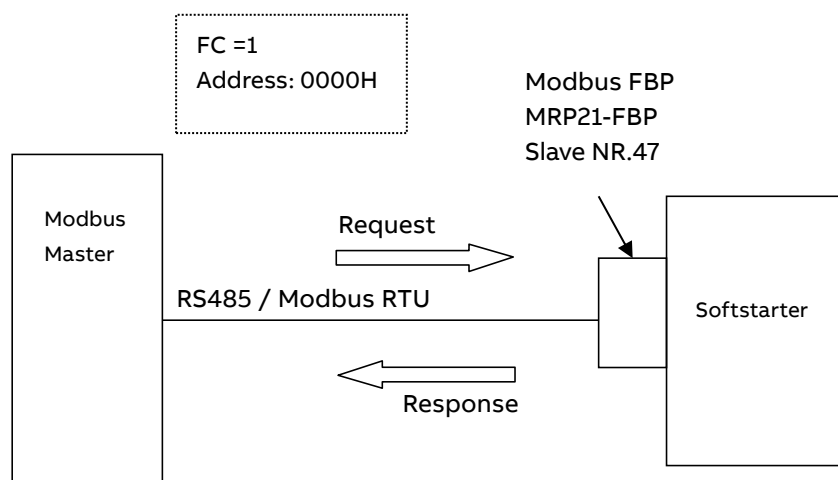 FC =1
Address: 0000H
Modbus FBP
MRP21-FBP
Slave NR.47
Modbus
Master
Request
RS485 / Modbus RTU
Softstarter
Response